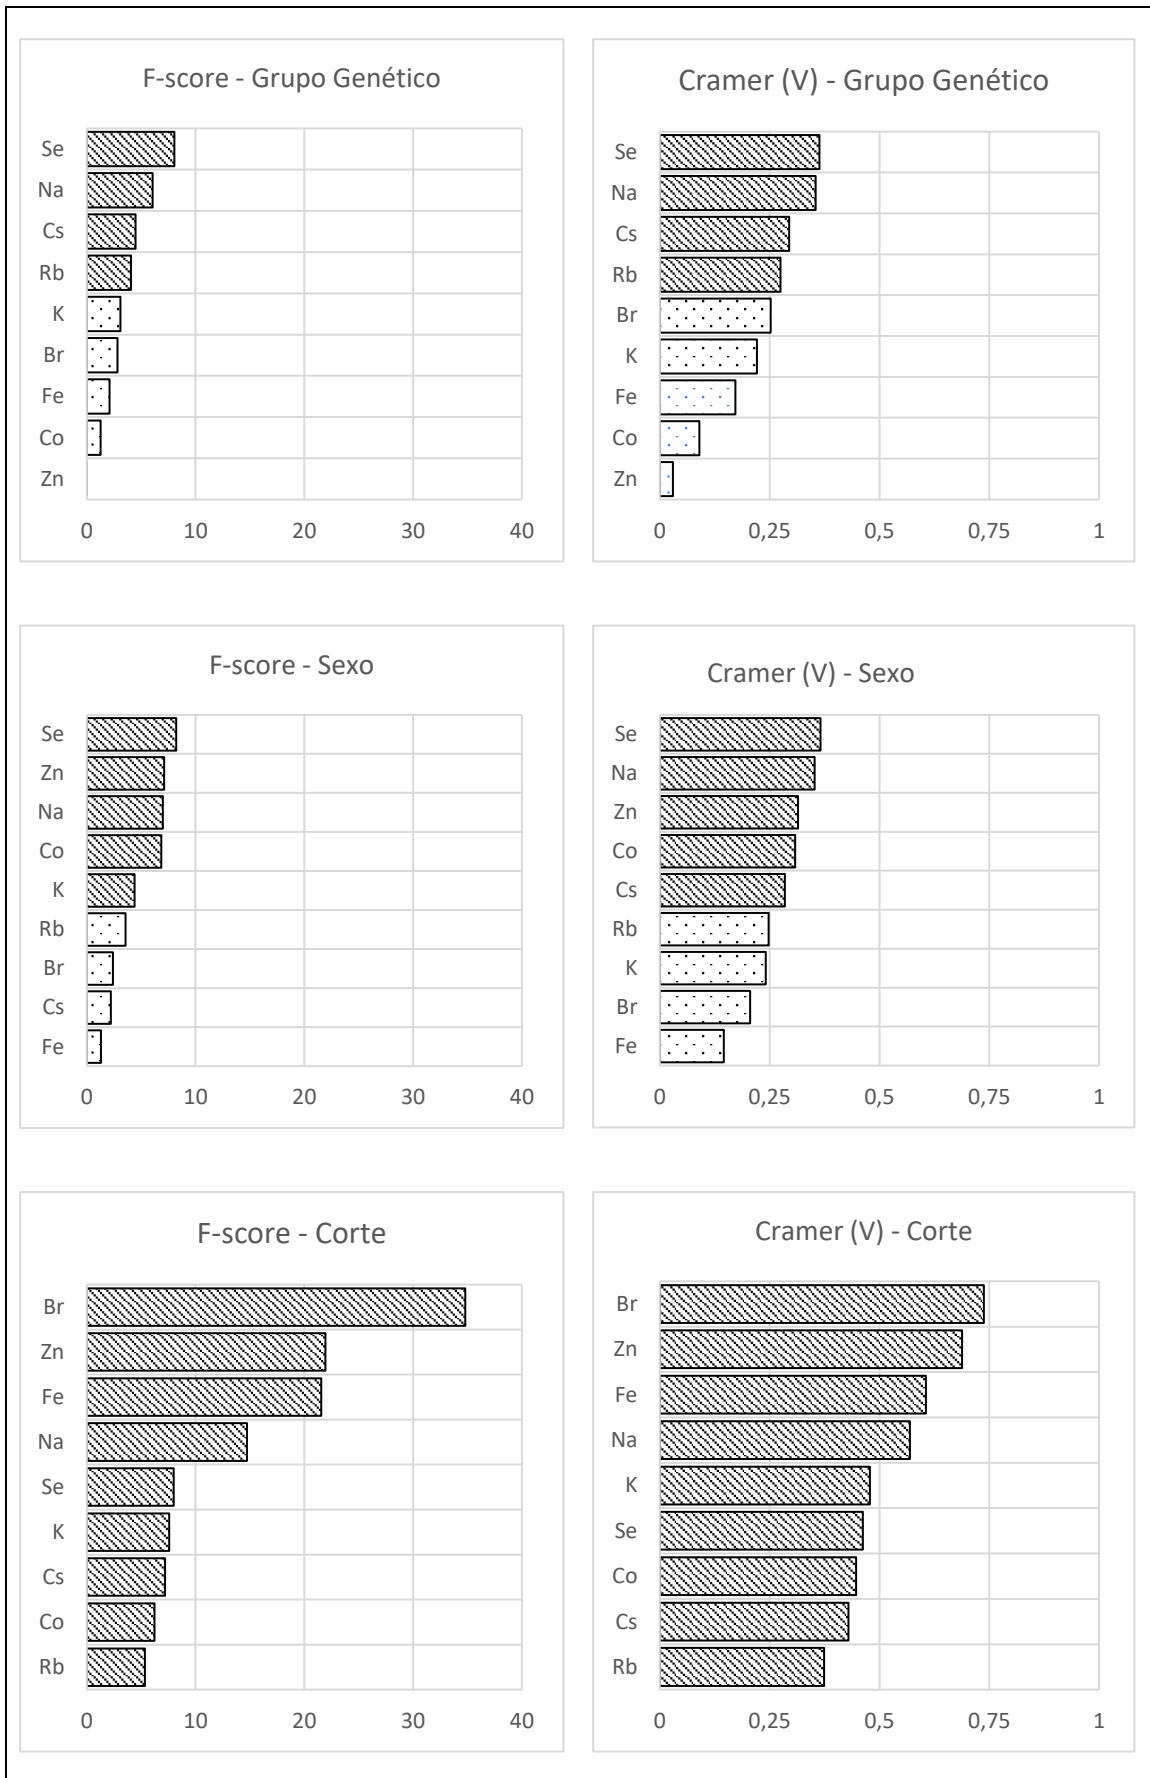 F-score - Grupo Genético
Se
Na
Cs
Rb
K
Br
Fe
Co
Zn
0 10 20 30 40
Cramer (V) - Grupo Genético
Se
Na
Cs
Rb
Br
K
Fe
Co
Zn
0 0,25 0,5 0,75 1
F-score - Sexo
Se
Zn
Na
Co
K
Rb
Br
Cs
Fe
0 10 20 30 40
Cramer (V) - Sexo
Se
Na
Zn
Co
Cs
Rb
K
Br
Fe
0 0,25 0,5 0,75 1
F-score - Corte
Br
Zn
Fe
Na
Se
K
Cs
Co
Rb
0 10 20 30 40
Cramer (V) - Corte
Br
Zn
Fe
Na
K
Se
Co
Cs
Rb
0 0,25 0,5 0,75 1